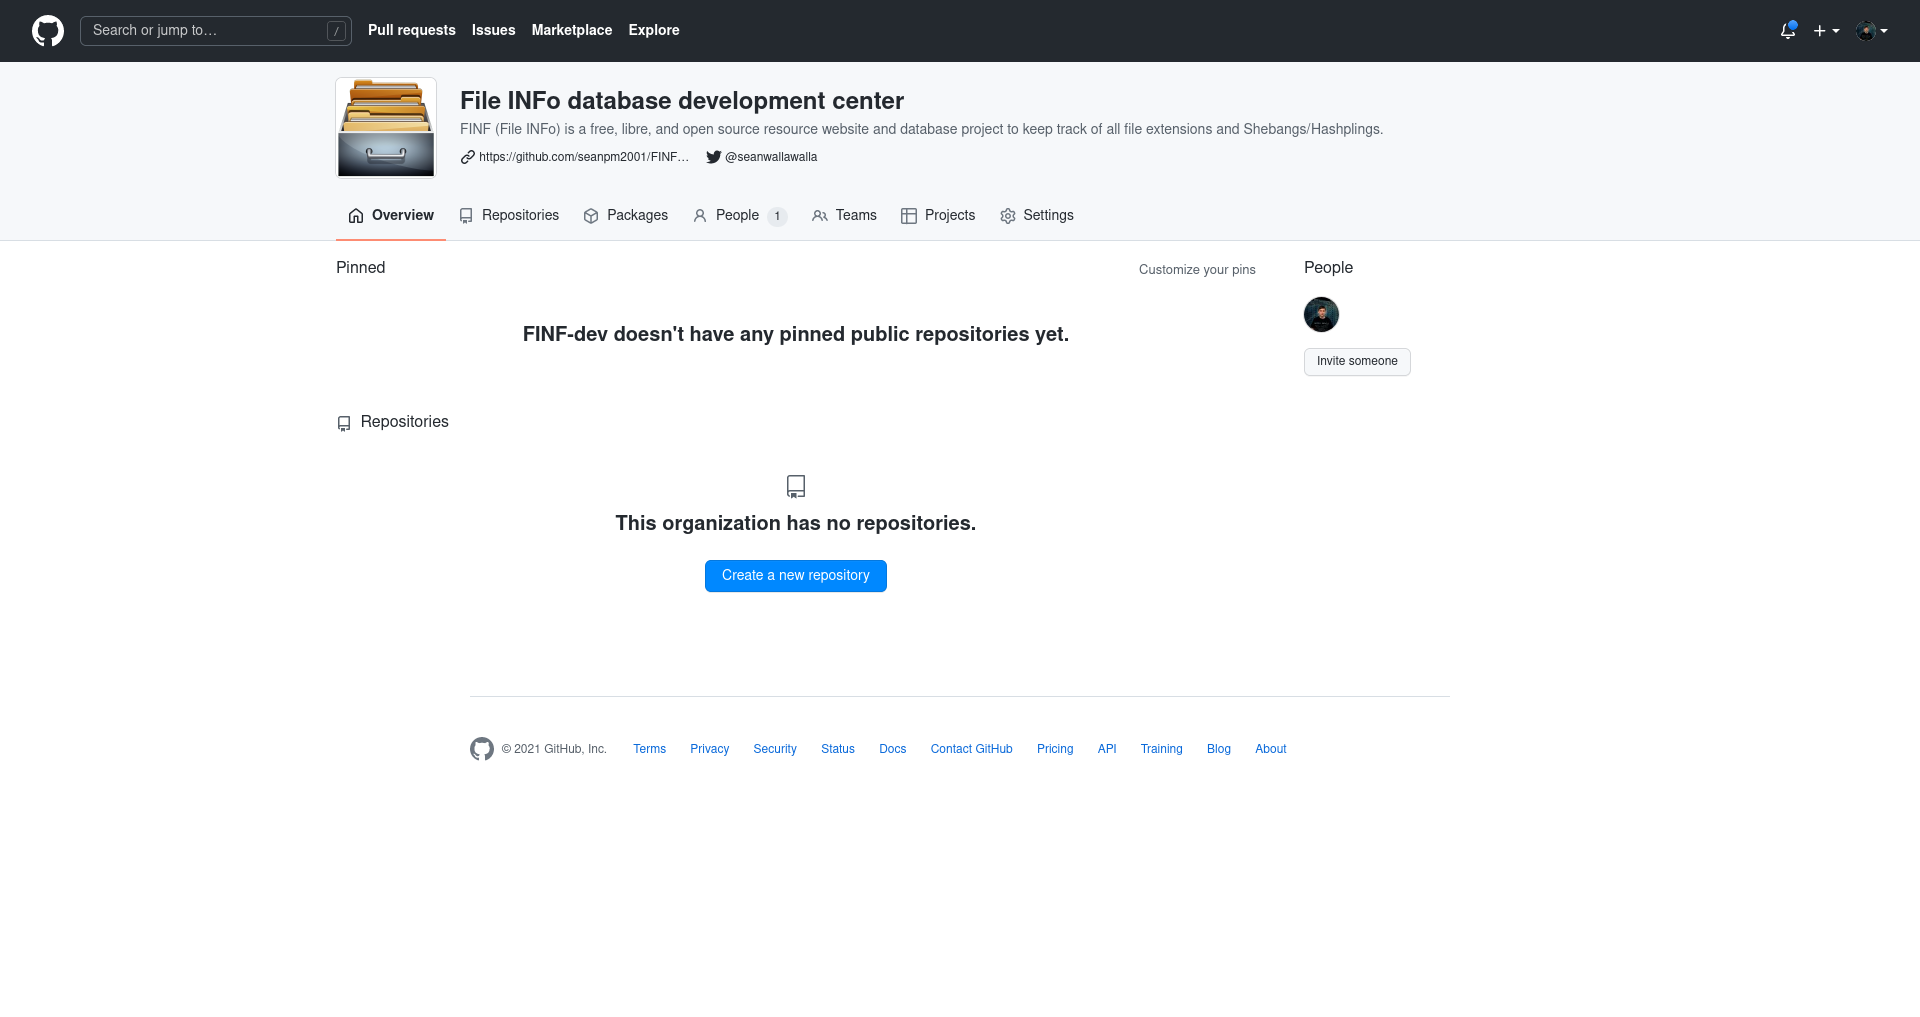 Search or jump to… /
Pull requests Issues Marketplace Explore
File INFo database development center
FINF (File INFo) is a free, libre, and open source resource website and database project to keep track of all file extensions and Shebangs/Hashplings.
https://github.com/seanpm2001/FINF… @seanwallawalla
Overview Repositories Packages People 1 Teams Projects Settings
Pinned
Customize your pins
FINF-dev doesn't have any pinned public repositories yet.
People
Invite someone
Repositories
This organization has no repositories.
Create a new repository
© 2021 GitHub, Inc. Terms Privacy Security Status Docs Contact GitHub Pricing API Training Blog About